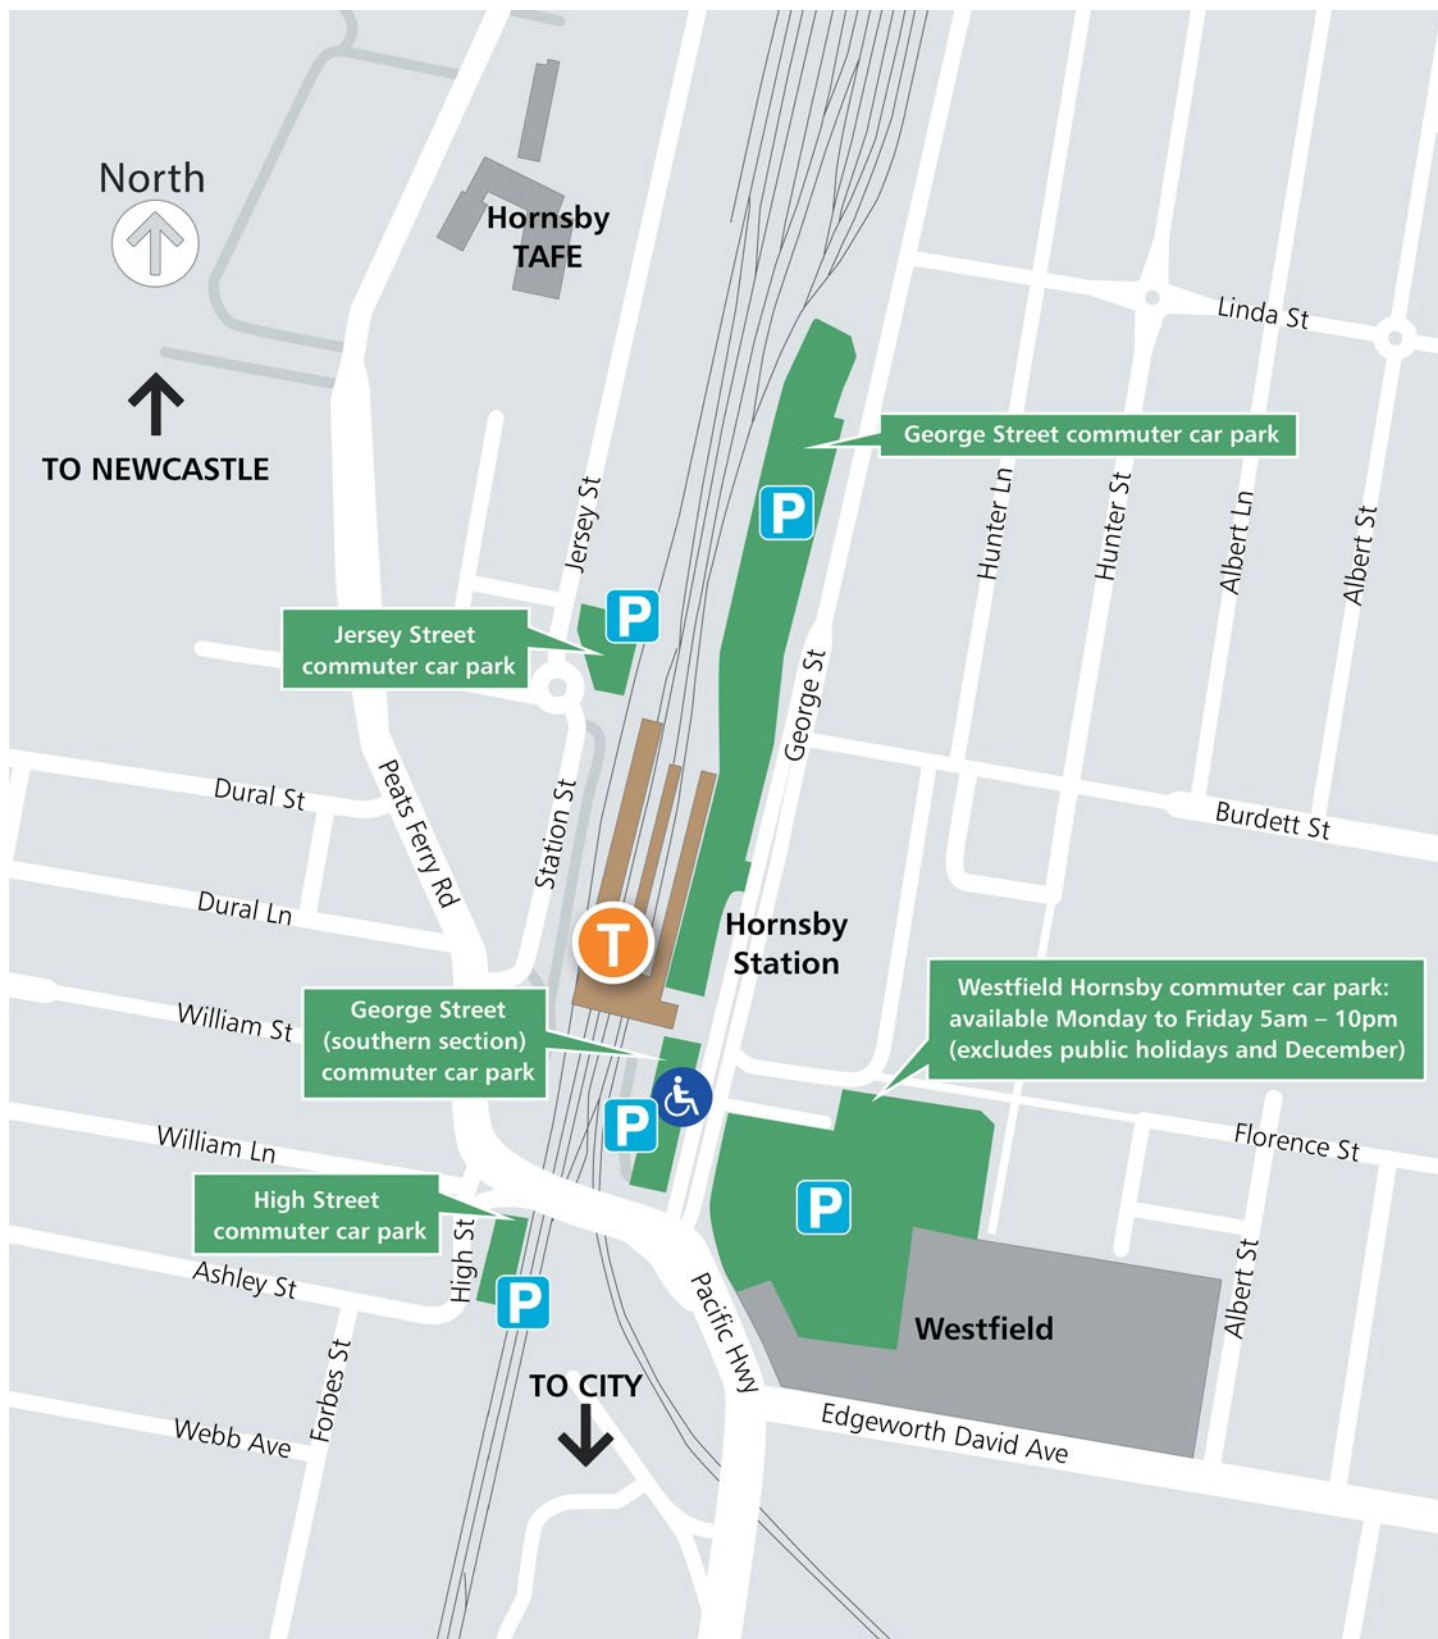 North
Hornsby
TAFE
Linda St
TO NEWCASTLE
George Street commuter car park
P
Jersey St
Hunter Ln
Hunter St
Albert Ln
Albert St
P
Jersey Street
commuter car park
George St
Dural St
Peats Ferry Rd
Station St
Burdett St
Dural Ln
T
Hornsby
Station
William St
George Street
(southern section)
commuter car park
Westfield Hornsby commuter car park:
available Monday to Friday 5am – 10pm
(excludes public holidays and December)
P
William Ln
Florence St
High Street
commuter car park
P
High St
Ashley St
P
Pacific Hwy
Albert St
Westfield
Forbes St
TO CITY
Webb Ave
Edgeworth David Ave